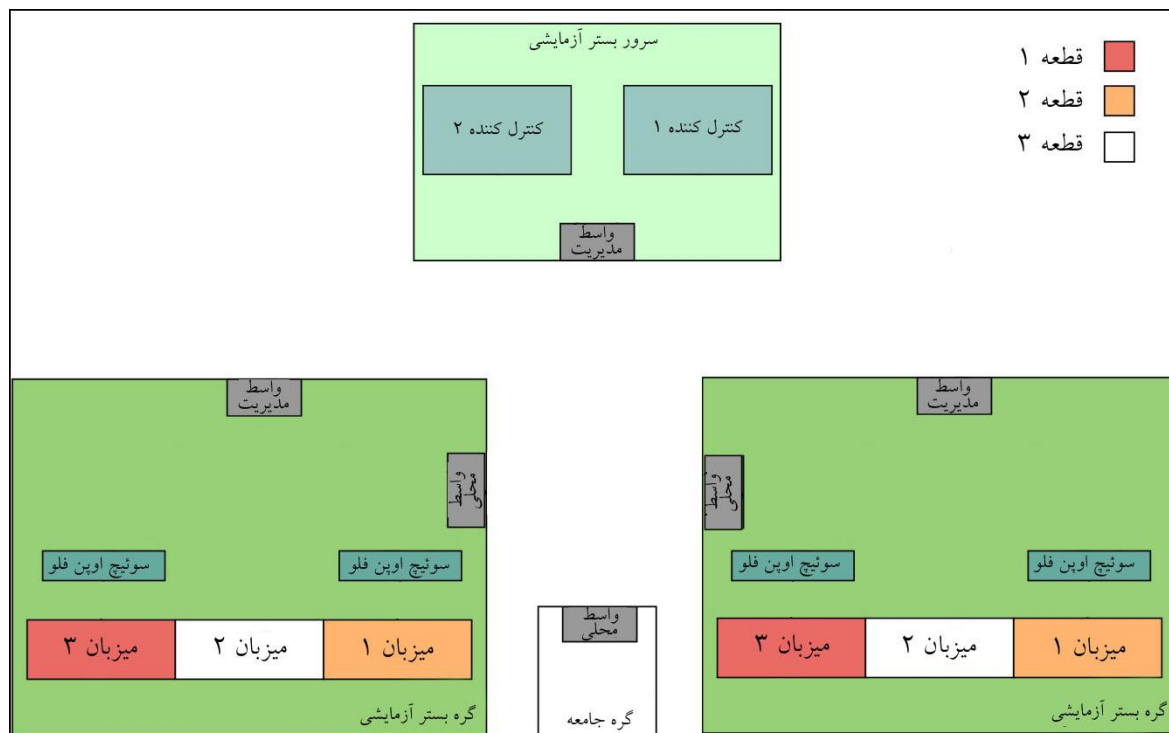 سرور بستر آزمایشی
قطعه ۱
قطعه ۲
قطعه ۳
کنترل کننده ۱
کنترل کننده ۲
واسط
مدیریت
واسط
مدیریت
واسط
محلی
سوئیچ اوپن فلو
سوئیچ اوپن فلو
میزبان ۱
میزبان ۲
میزبان ۳
گره بستر آزمایشی
واسط
محلی
گره جامعه
واسط
مدیریت
واسط
محلی
سوئیچ اوپن فلو
سوئیچ اوپن فلو
میزبان ۱
میزبان ۲
میزبان ۳
گره بستر آزمایشی